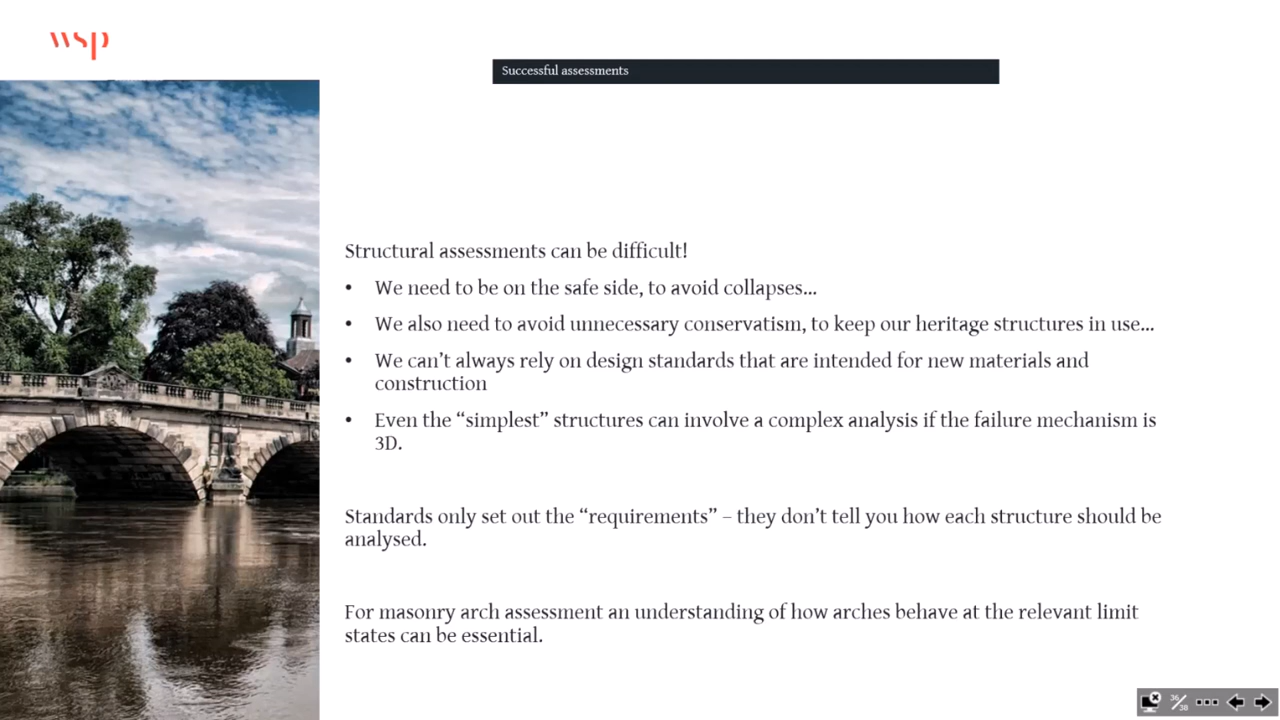 wsp
Successful assessments
Structural assessments can be difficult!
• We need to be on the safe side, to avoid collapses...
• We also need to avoid unnecessary conservatism, to keep our heritage structures in use...
• We can’t always rely on design standards that are intended for new materials and
construction
• Even the “simplest” structures can involve a complex analysis if the failure mechanism is
3D.
Standards only set out the “requirements” – they don’t tell you how each structure should be
analysed.
For masonry arch assessment an understanding of how arches behave at the relevant limit
states can be essential.
36/38